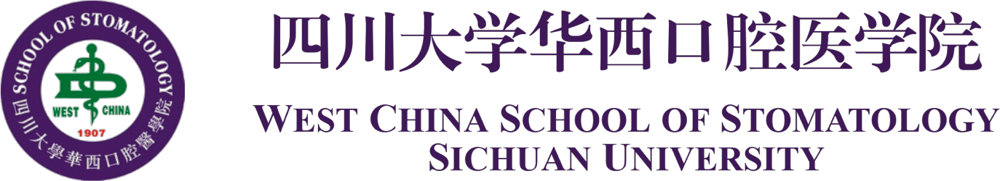 SCHOOL OF STOMATOLOGY
WEST CHINA
1907
四川大學華西口腔醫學院
四川大学华西口腔医学院
WEST CHINA SCHOOL OF STOMATOLOGY
SICHUAN UNIVERSITY